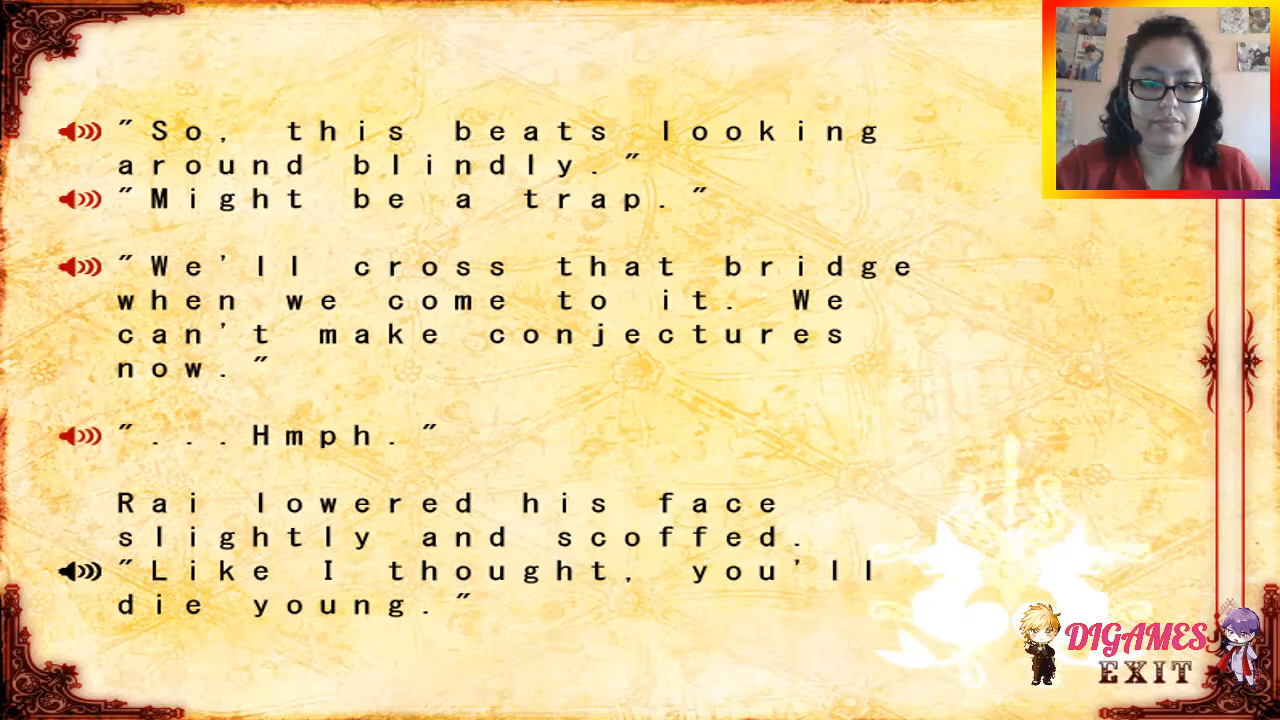 "So, this beats looking
around blindly."
"Might be a trap."
"We'll cross that bridge
when we come to it. We
can't make conjectures
now."
"...Hmph."
Rai lowered his face
slightly and scoffed.
"Like I thought, you'll
die young."
DIGAMES
EXIT